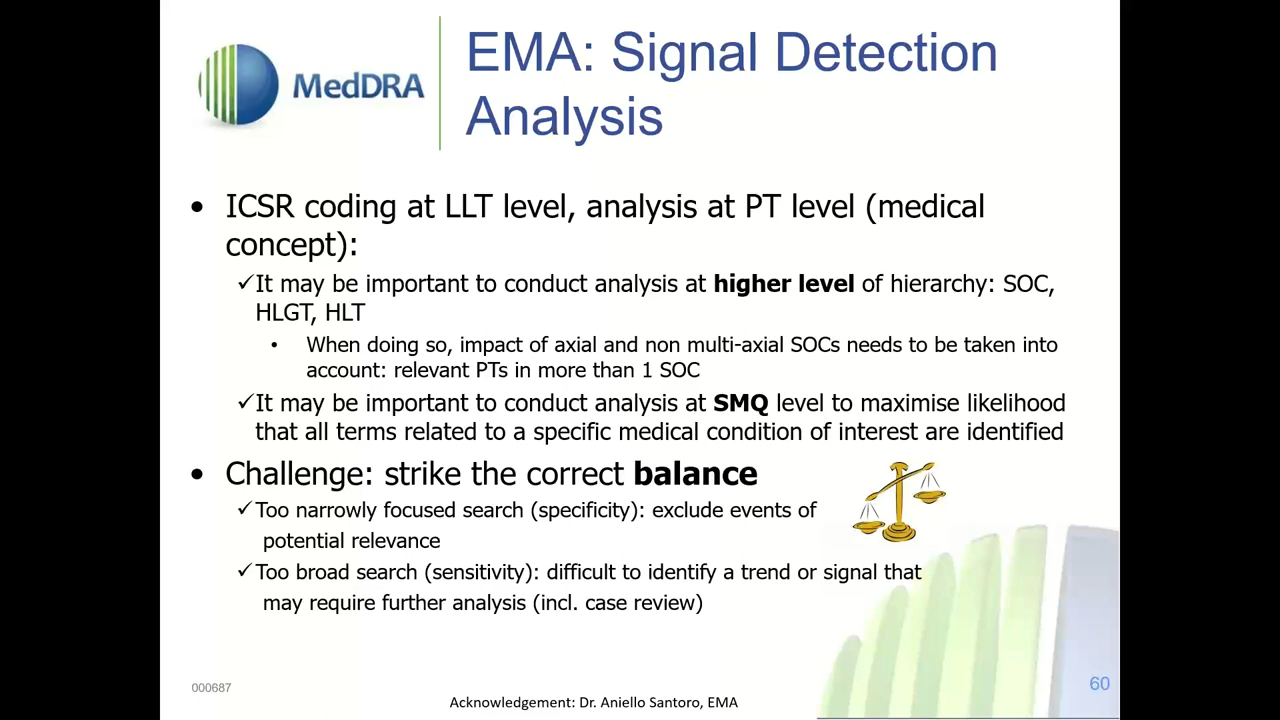 MedDRA
EMA: Signal Detection
Analysis
• ICSR coding at LLT level, analysis at PT level (medical
concept):
✓It may be important to conduct analysis at higher level of hierarchy: SOC,
HLGT, HLT
• When doing so, impact of axial and non multi-axial SOCs needs to be taken into
account: relevant PTs in more than 1 SOC
✓It may be important to conduct analysis at SMQ level to maximise likelihood
that all terms related to a specific medical condition of interest are identified
• Challenge: strike the correct balance
✓Too narrowly focused search (specificity): exclude events of
potential relevance
✓Too broad search (sensitivity): difficult to identify a trend or signal that
may require further analysis (incl. case review)
000687
Acknowledgement: Dr. Aniello Santoro, EMA
60